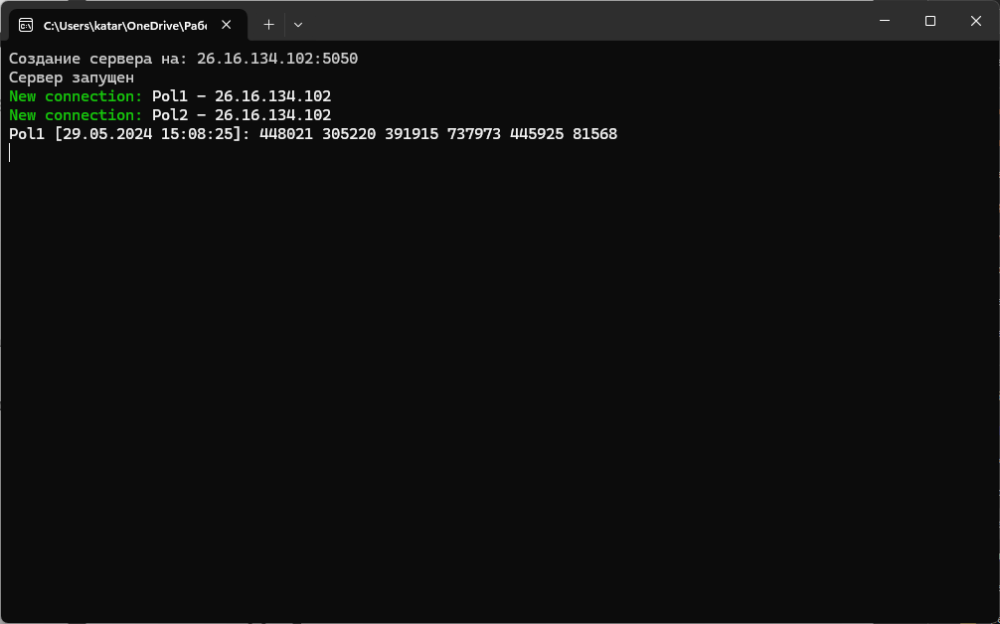 C:\Users\katar\OneDrive\Рабо
Создание сервера на: 26.16.134.102:5050
Сервер запущен
New connection: Pol1 - 26.16.134.102
New connection: Pol2 - 26.16.134.102
Pol1 [29.05.2024 15:08:25]: 448021 305220 391915 737973 445925 81568